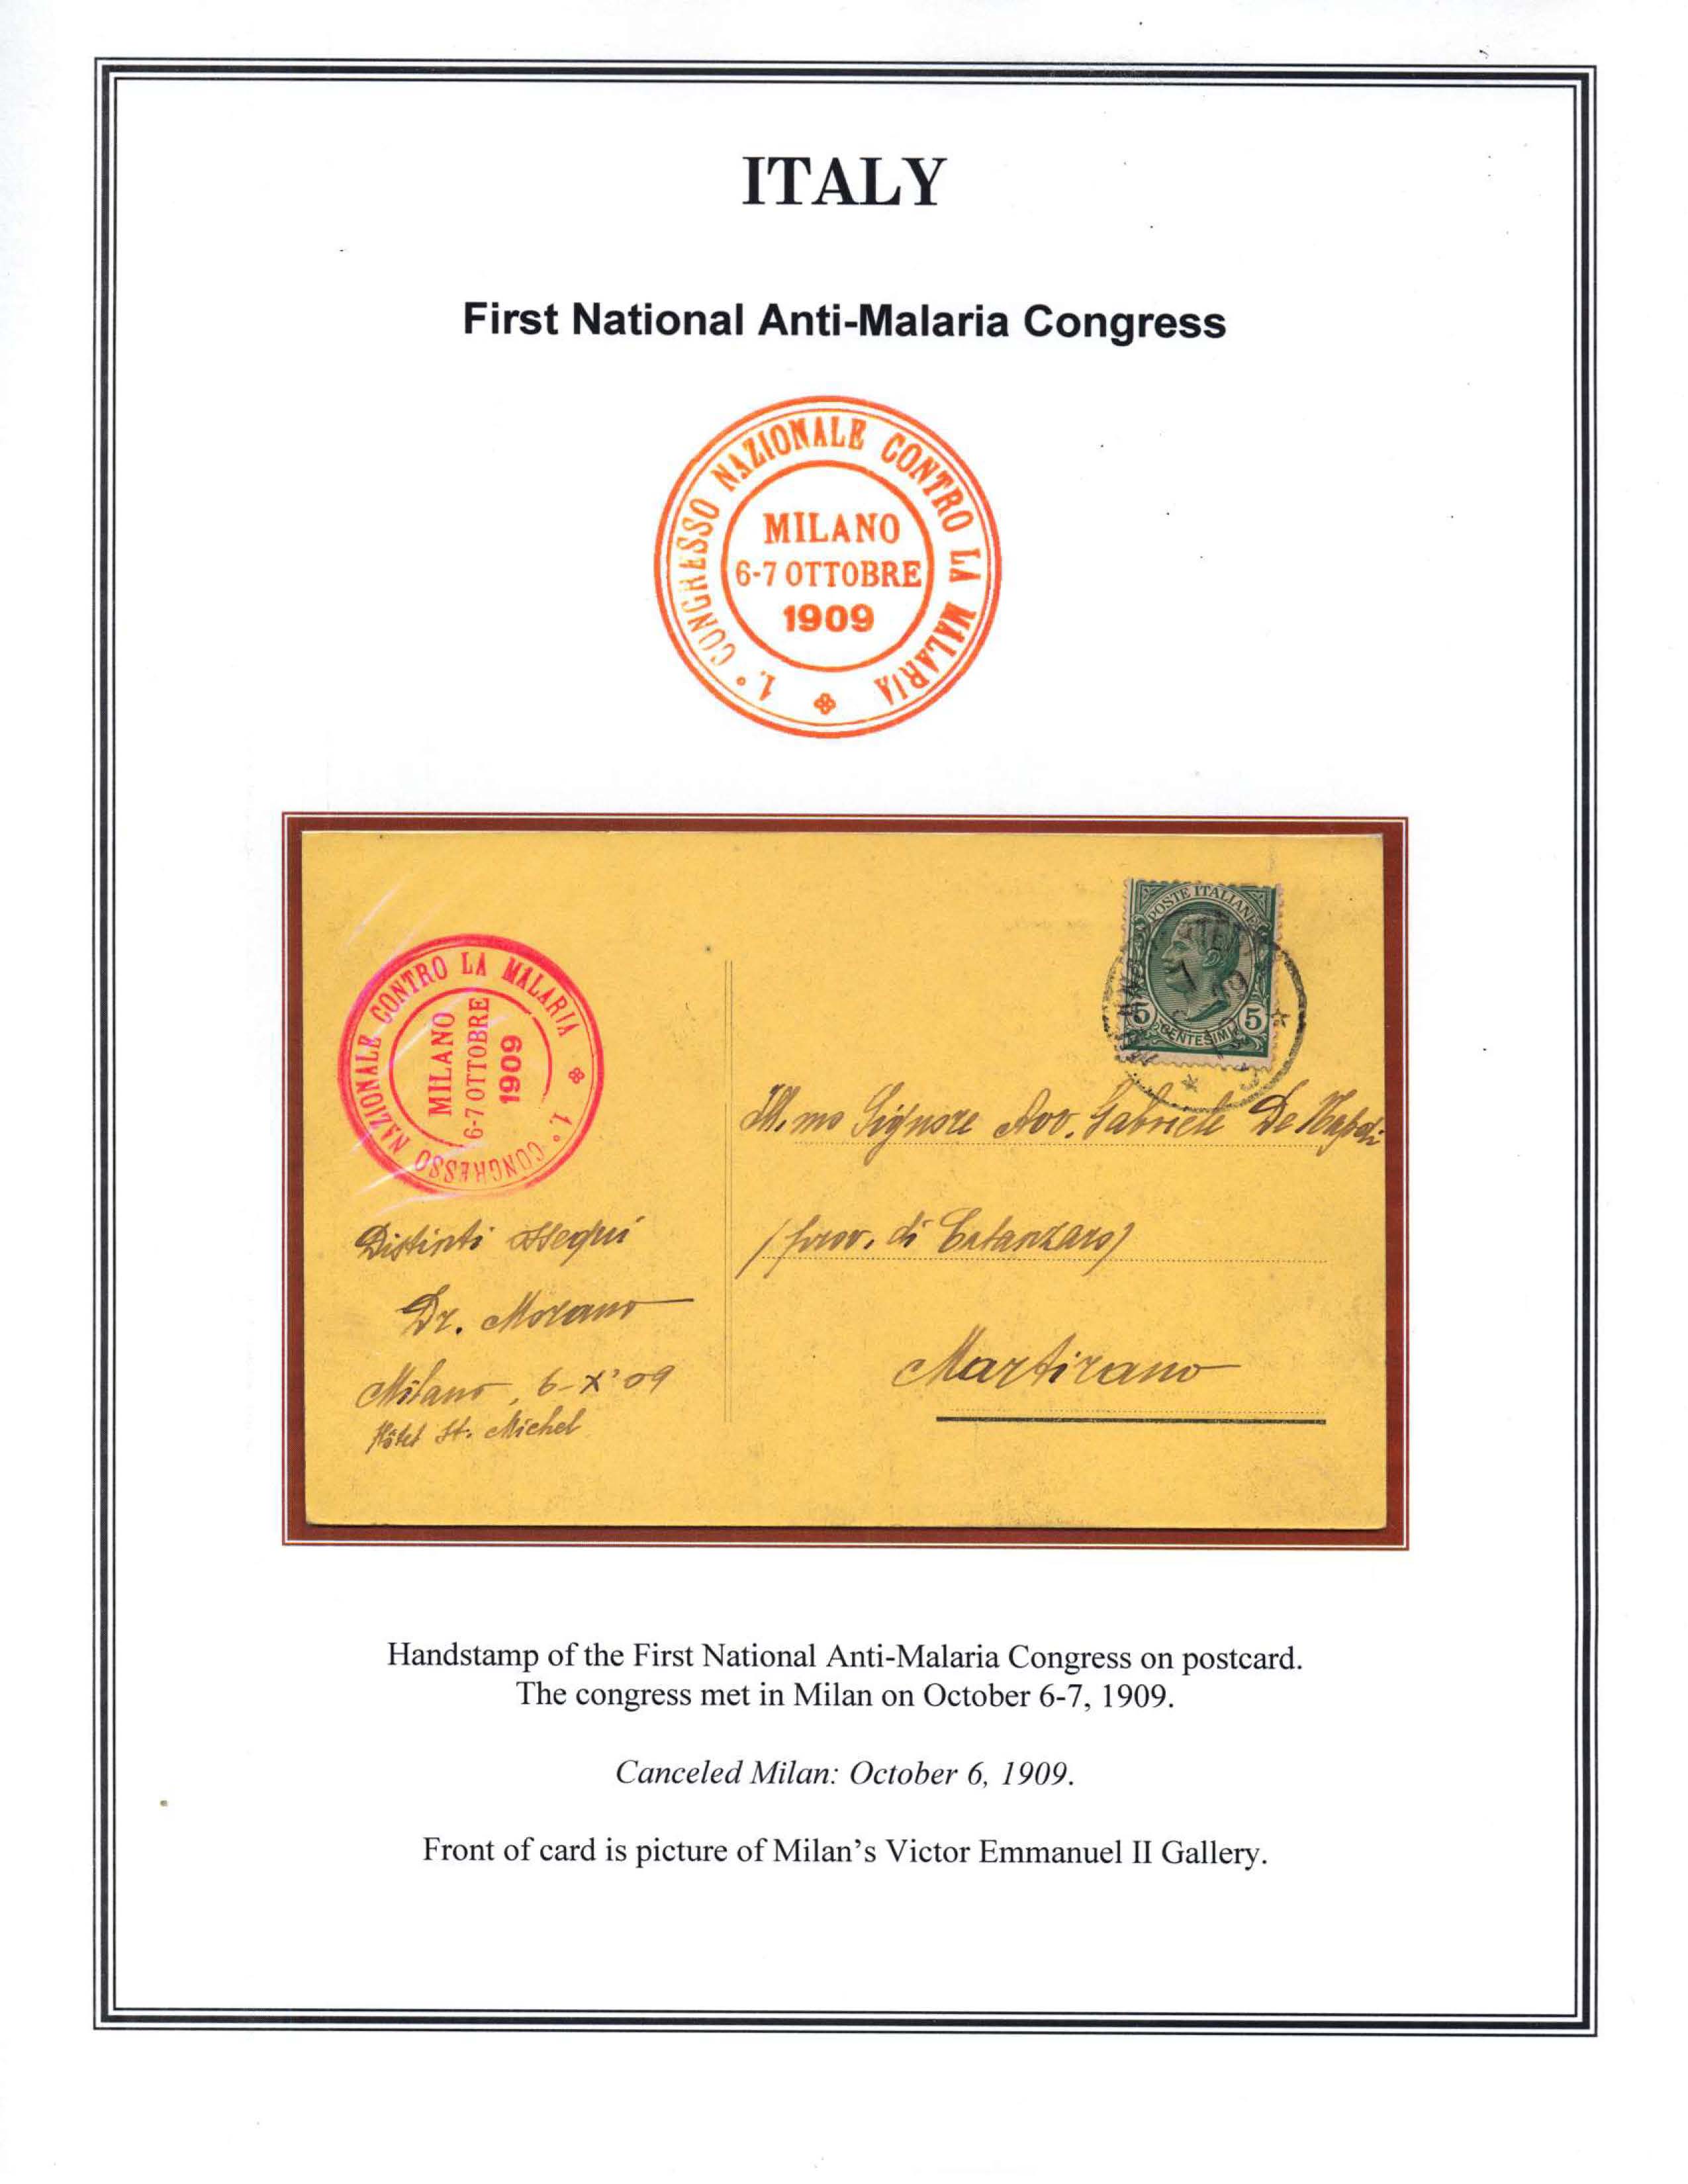 ITALY
First National Anti-Malaria Congress
1.° CONGRESSO NAZIONALE CONTRO LA MALARIA
MILANO
6-7 OTTOBRE
1909
1.° CONGRESSO NAZIONALE CONTRO LA MALARIA
MILANO
6-7 OTTOBRE
1909
POSTE ITALIANE
5 5
CENTESIMI
Ill.mo Signore Avv. Gabriele De Napoli
(prov. di Catanzaro)
Martirano
Distinti ossequi
Dr. Morano
Milano, 6-X'09
Hôtel St. Michel
Handstamp of the First National Anti-Malaria Congress on postcard.
The congress met in Milan on October 6-7, 1909.
Canceled Milan: October 6, 1909.
Front of card is picture of Milan's Victor Emmanuel II Gallery.